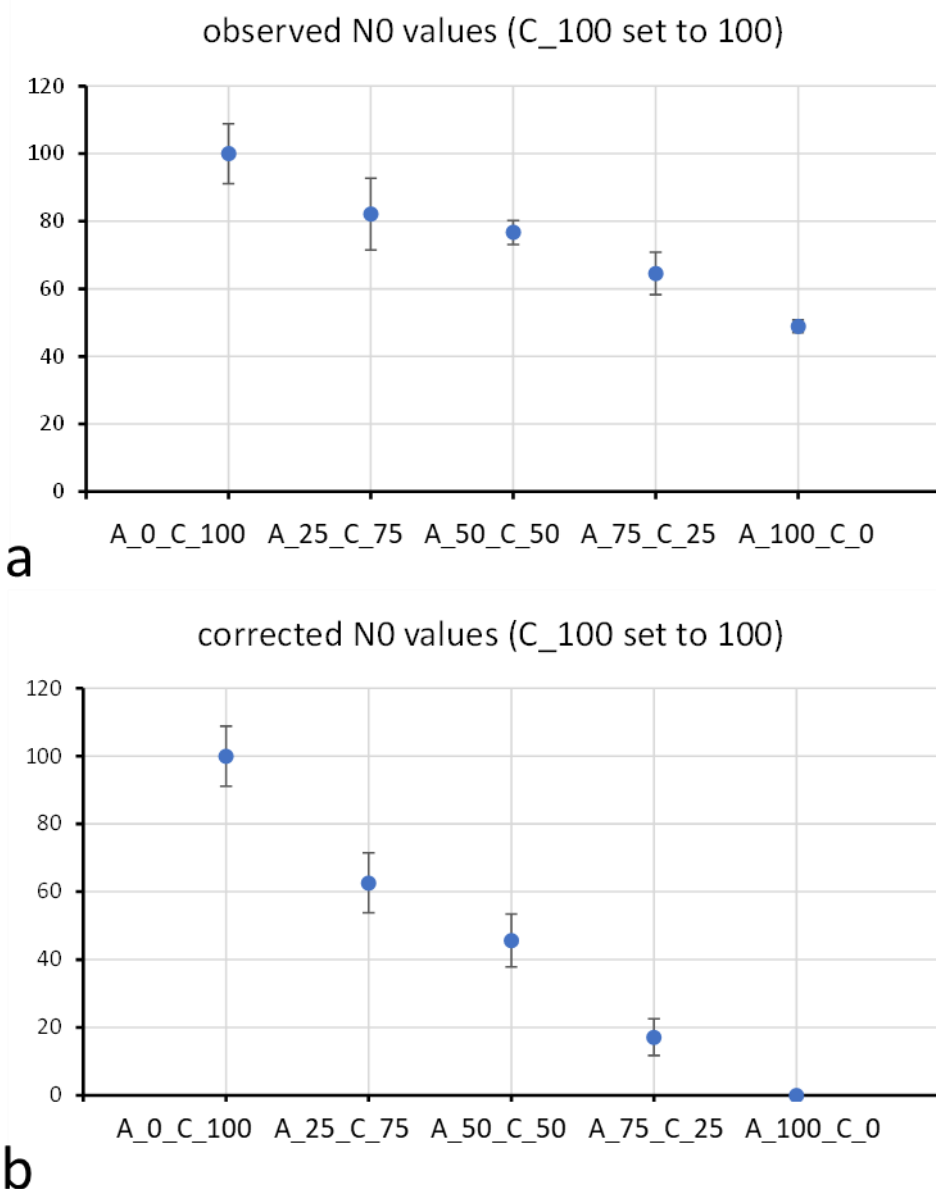 observed N0 values (C_100 set to 100)
120
100
80
60
40
20
0
A_0_C_100 A_25_C_75 A_50_C_50 A_75_C_25 A_100_C_0
a
corrected N0 values (C_100 set to 100)
120
100
80
60
40
20
0
A_0_C_100 A_25_C_75 A_50_C_50 A_75_C_25 A_100_C_0
b